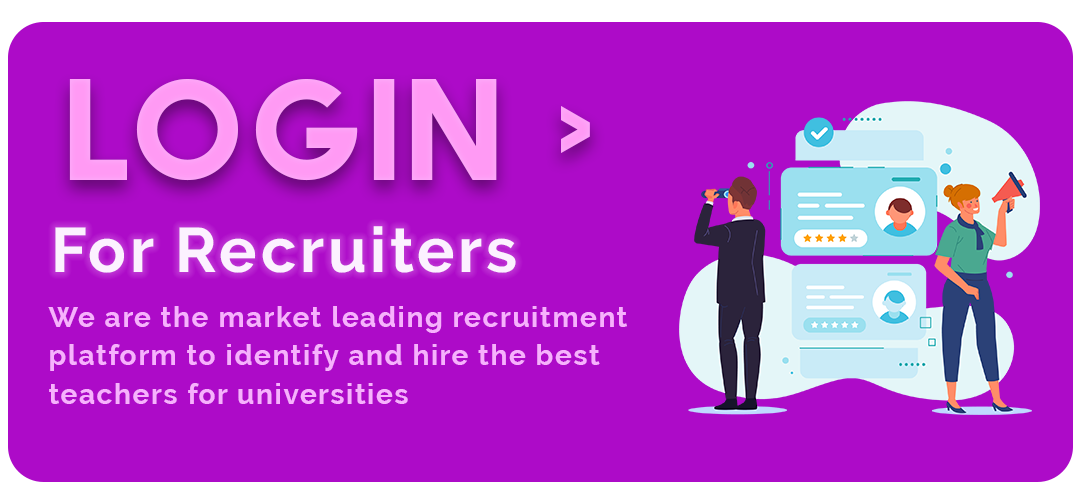 LOGIN >
For Recruiters
We are the market leading recruitment
platform to identify and hire the best
teachers for universities